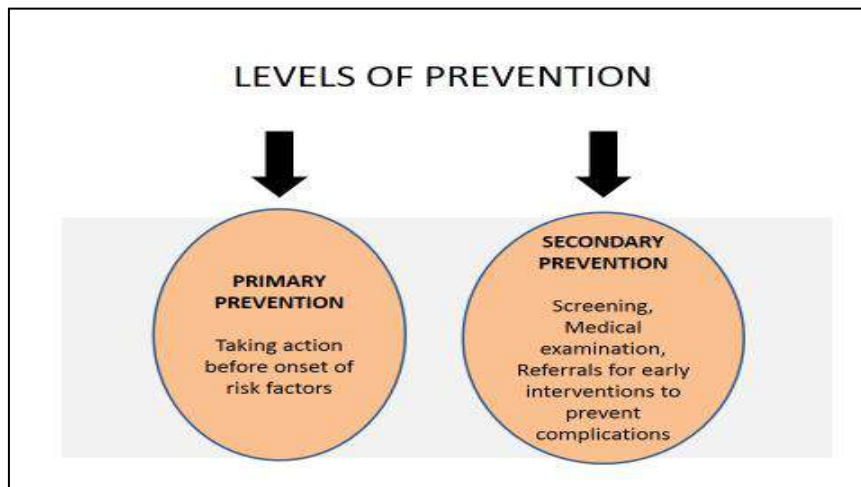 LEVELS OF PREVENTION
PRIMARY
PREVENTION
Taking action
before onset of
risk factors
SECONDARY
PREVENTION
Screening,
Medical
examination,
Referrals for early
interventions to
prevent
complications